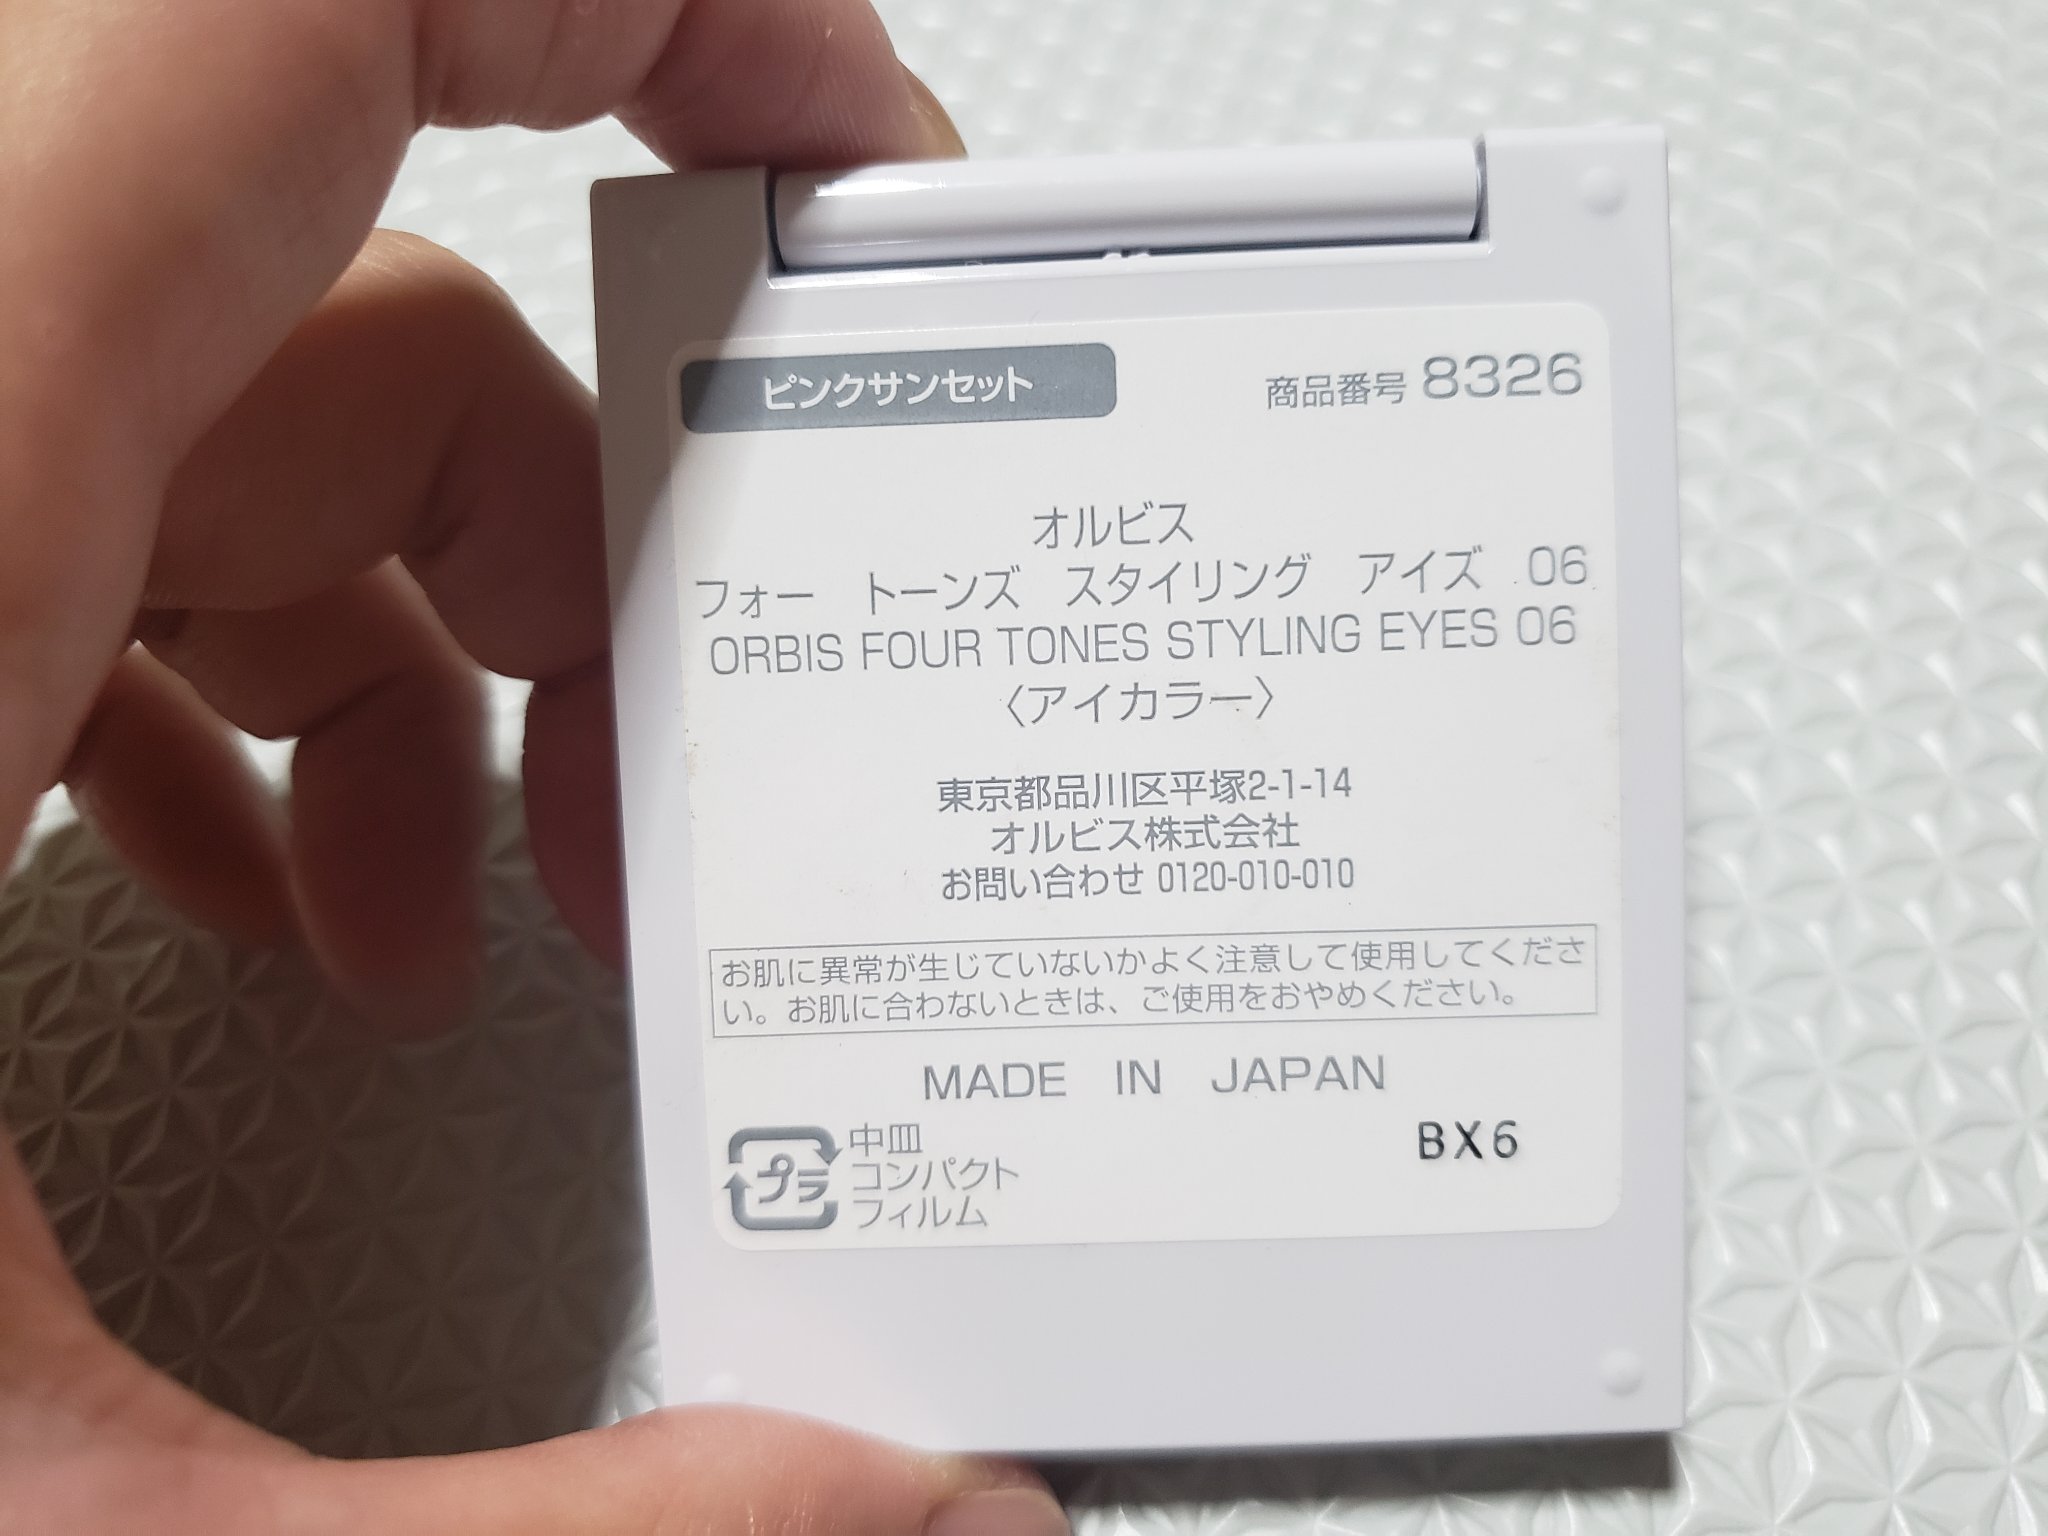 ピンクサンセット
商品番号 8326
オルビス
フォー トーンズ スタイリング アイズ 06
ORBIS FOUR TONES STYLING EYES 06
〈アイカラー〉
東京都品川区平塚2-1-14
オルビス株式会社
お問い合わせ 0120-010-010
お肌に異常が生じていないかよく注意して使用してくださ
い。お肌に合わないときは、ご使用をおやめください。
MADE IN JAPAN
プラ
中皿
コンパクト
フィルム
BX6